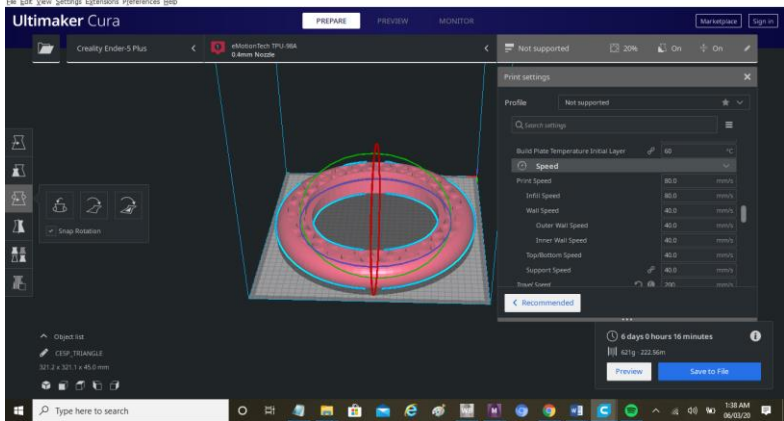 File Edit View Settings Extensions Preferences Help
Ultimaker Cura
PREPARE PREVIEW MONITOR
Marketplace Sign in
Creality Ender-5 Plus
eMotionTech TPU-98A
0.4mm Nozzle
Not supported 20% On On
Print settings
Profile Not supported
Search settings
Build Plate Temperature Initial Layer 60 °C
Speed
Print Speed 80.0 mm/s
Infill Speed 80.0 mm/s
Wall Speed 40.0 mm/s
Outer Wall Speed 40.0 mm/s
Inner Wall Speed 40.0 mm/s
Top/Bottom Speed 40.0 mm/s
Support Speed 40.0 mm/s
Travel Speed 200 mm/s
Recommended
Snap Rotation
Object list
CESP_TRIANGLE
321.2 x 321.1 x 45.0 mm
6 days 0 hours 16 minutes
621g · 222.56m
Preview Save to File
Type here to search
1:38 AM
06/03/20